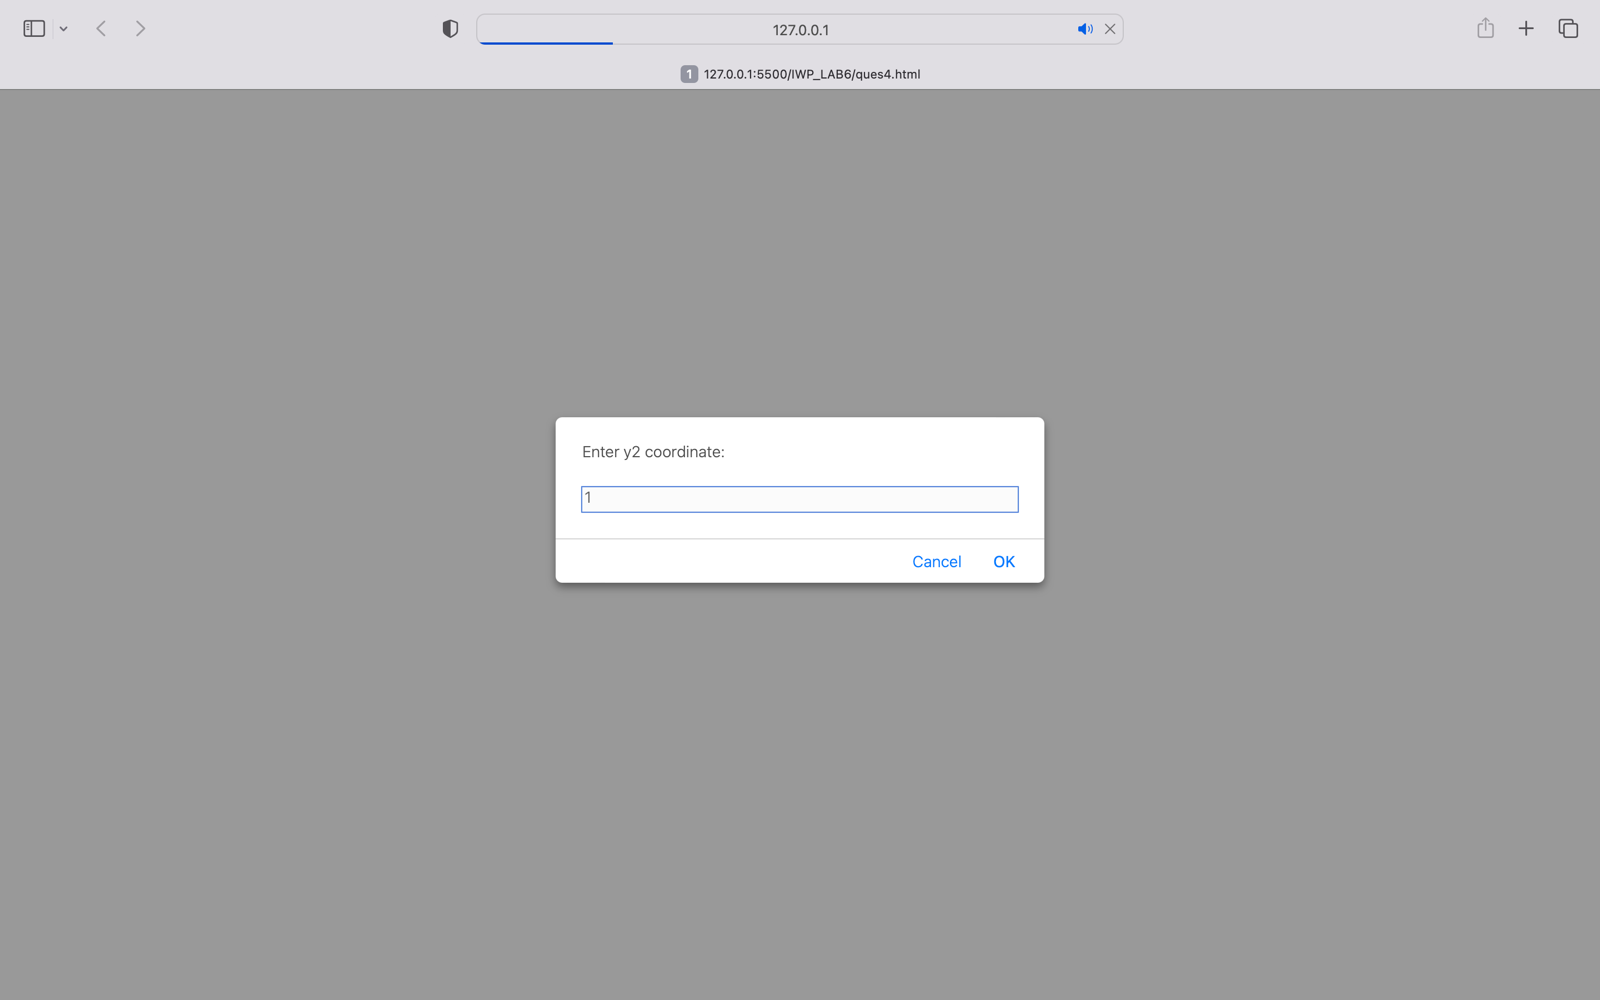 127.0.0.1
1 127.0.0.1:5500/IWP_LAB6/ques4.html
Enter y2 coordinate:
1
Cancel OK